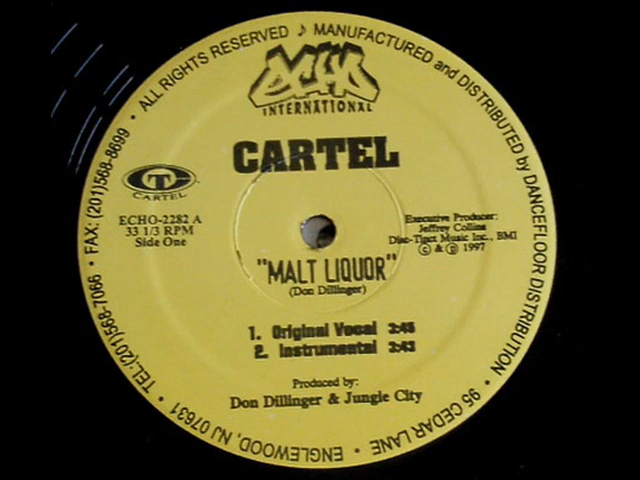 • ALL RIGHTS RESERVED ♪ MANUFACTURED and DISTRIBUTED by DANCEFLOOR DISTRIBUTION • 95 CEDAR LANE • ENGLEWOOD, NJ 07631 • TEL:(201)568-7066 • FAX: (201)568-8699
ECHO
INTERNATIONAL
CARTEL
CT
CARTEL
ECHO-2282 A
33 1/3 RPM
Side One
Executive Producer:
Jeffrey Collins
Disc-Tiget Music Inc., BMI
© & ℗ 1997
"MALT LIQUOR"
(Don Dillinger)
1. Original Vocal 3:45
2. Instrumental 3:43
Produced by:
Don Dillinger & Jungle City